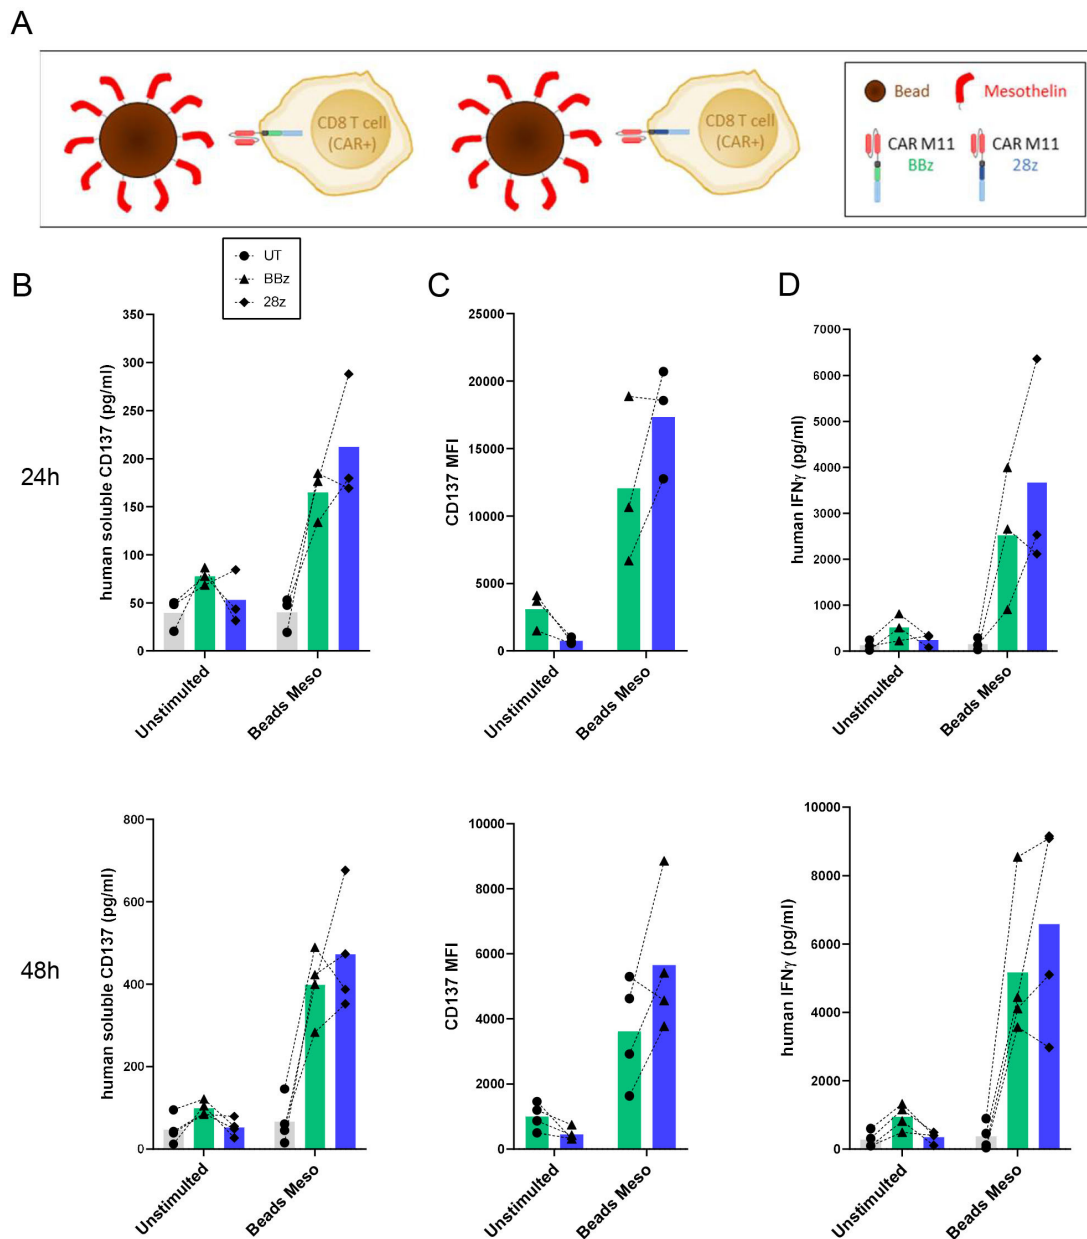 A
CD8 T cell
(CAR+)
CD8 T cell
(CAR+)
Bead
Mesothelin
CAR M11
BBz
CAR M11
28z
UT
BBz
28z
B
C
D
24h
human soluble CD137 (pg/ml)
350
300
250
200
150
100
50
0
Unstimulted
Beads Meso
CD137 MFI
25000
20000
15000
10000
5000
0
Unstimulted
Beads Meso
human IFNγ (pg/ml)
7000
6000
5000
4000
3000
2000
1000
0
Unstimulted
Beads Meso
48h
human soluble CD137 (pg/ml)
800
600
400
200
0
Unstimulted
Beads Meso
CD137 MFI
10000
8000
6000
4000
2000
0
Unstimulted
Beads Meso
human IFNγ (pg/ml)
10000
8000
6000
4000
2000
0
Unstimulted
Beads Meso